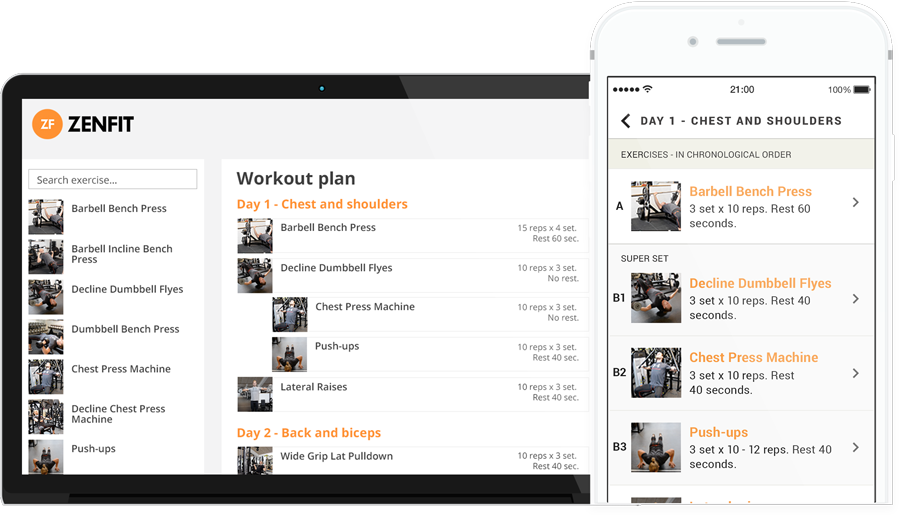 ZF ZENFIT
Search exercise...
Barbell Bench Press
Barbell Incline Bench
Press
Decline Dumbbell Flyes
Dumbbell Bench Press
Chest Press Machine
Decline Chest Press
Machine
Push-ups
Workout plan
Day 1 - Chest and shoulders
Barbell Bench Press
15 reps x 4 set.
Rest 60 sec.
Decline Dumbbell Flyes
10 reps x 3 set.
No rest.
Chest Press Machine
10 reps x 3 set.
No rest.
Push-ups
10 reps x 3 set.
Rest 40 sec.
Lateral Raises
10 reps x 3 set.
Rest 40 sec.
Day 2 - Back and biceps
Wide Grip Lat Pulldown
10 reps x 3 set.
Rest 40 sec.
21:00
100%
DAY 1 - CHEST AND SHOULDERS
EXERCISES - IN CHRONOLOGICAL ORDER
A
Barbell Bench Press
3 set x 10 reps. Rest 60
seconds.
SUPER SET
B1
Decline Dumbbell Flyes
3 set x 10 reps. Rest 40
seconds.
B2
Chest Press Machine
3 set x 10 reps. Rest
40 seconds.
B3
Push-ups
3 set x 10 - 12 reps. Rest 40
seconds.